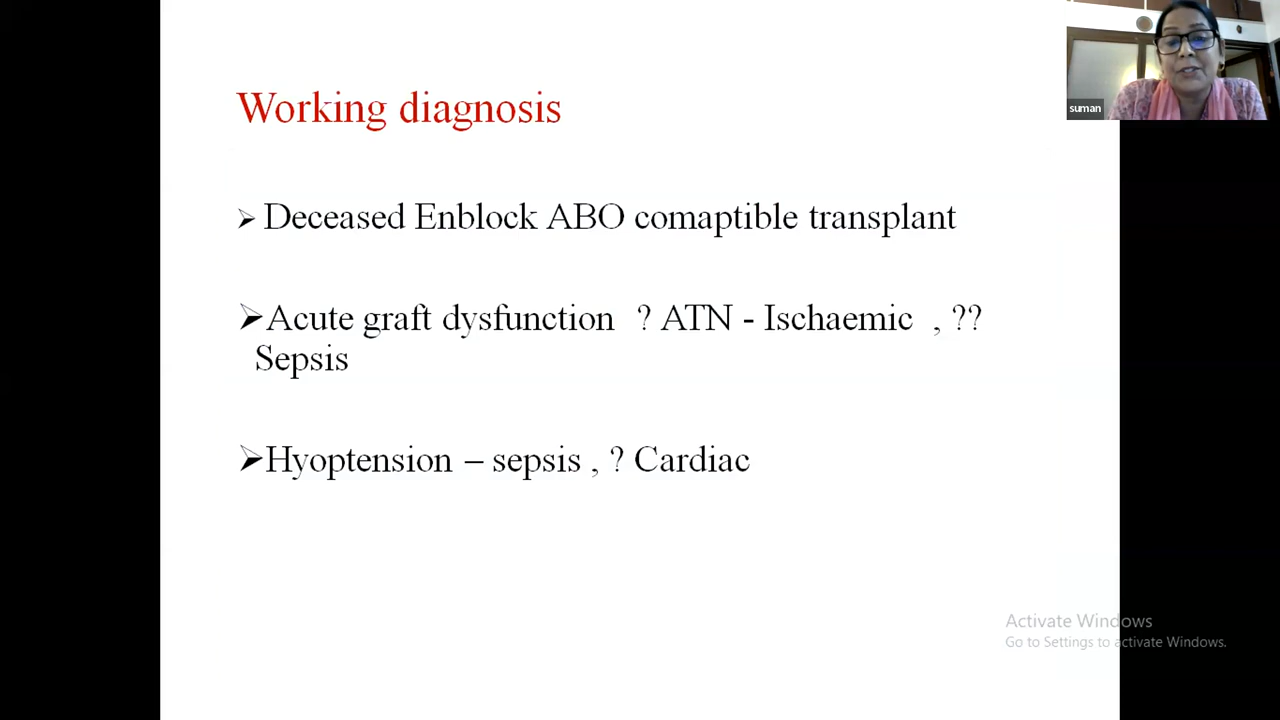 Working diagnosis
suman
➢ Deceased Enblock ABO comaptible transplant
➢Acute graft dysfunction ? ATN - Ischaemic , ??
Sepsis
➢Hyoptension – sepsis , ? Cardiac
Activate Windows
Go to Settings to activate Windows.